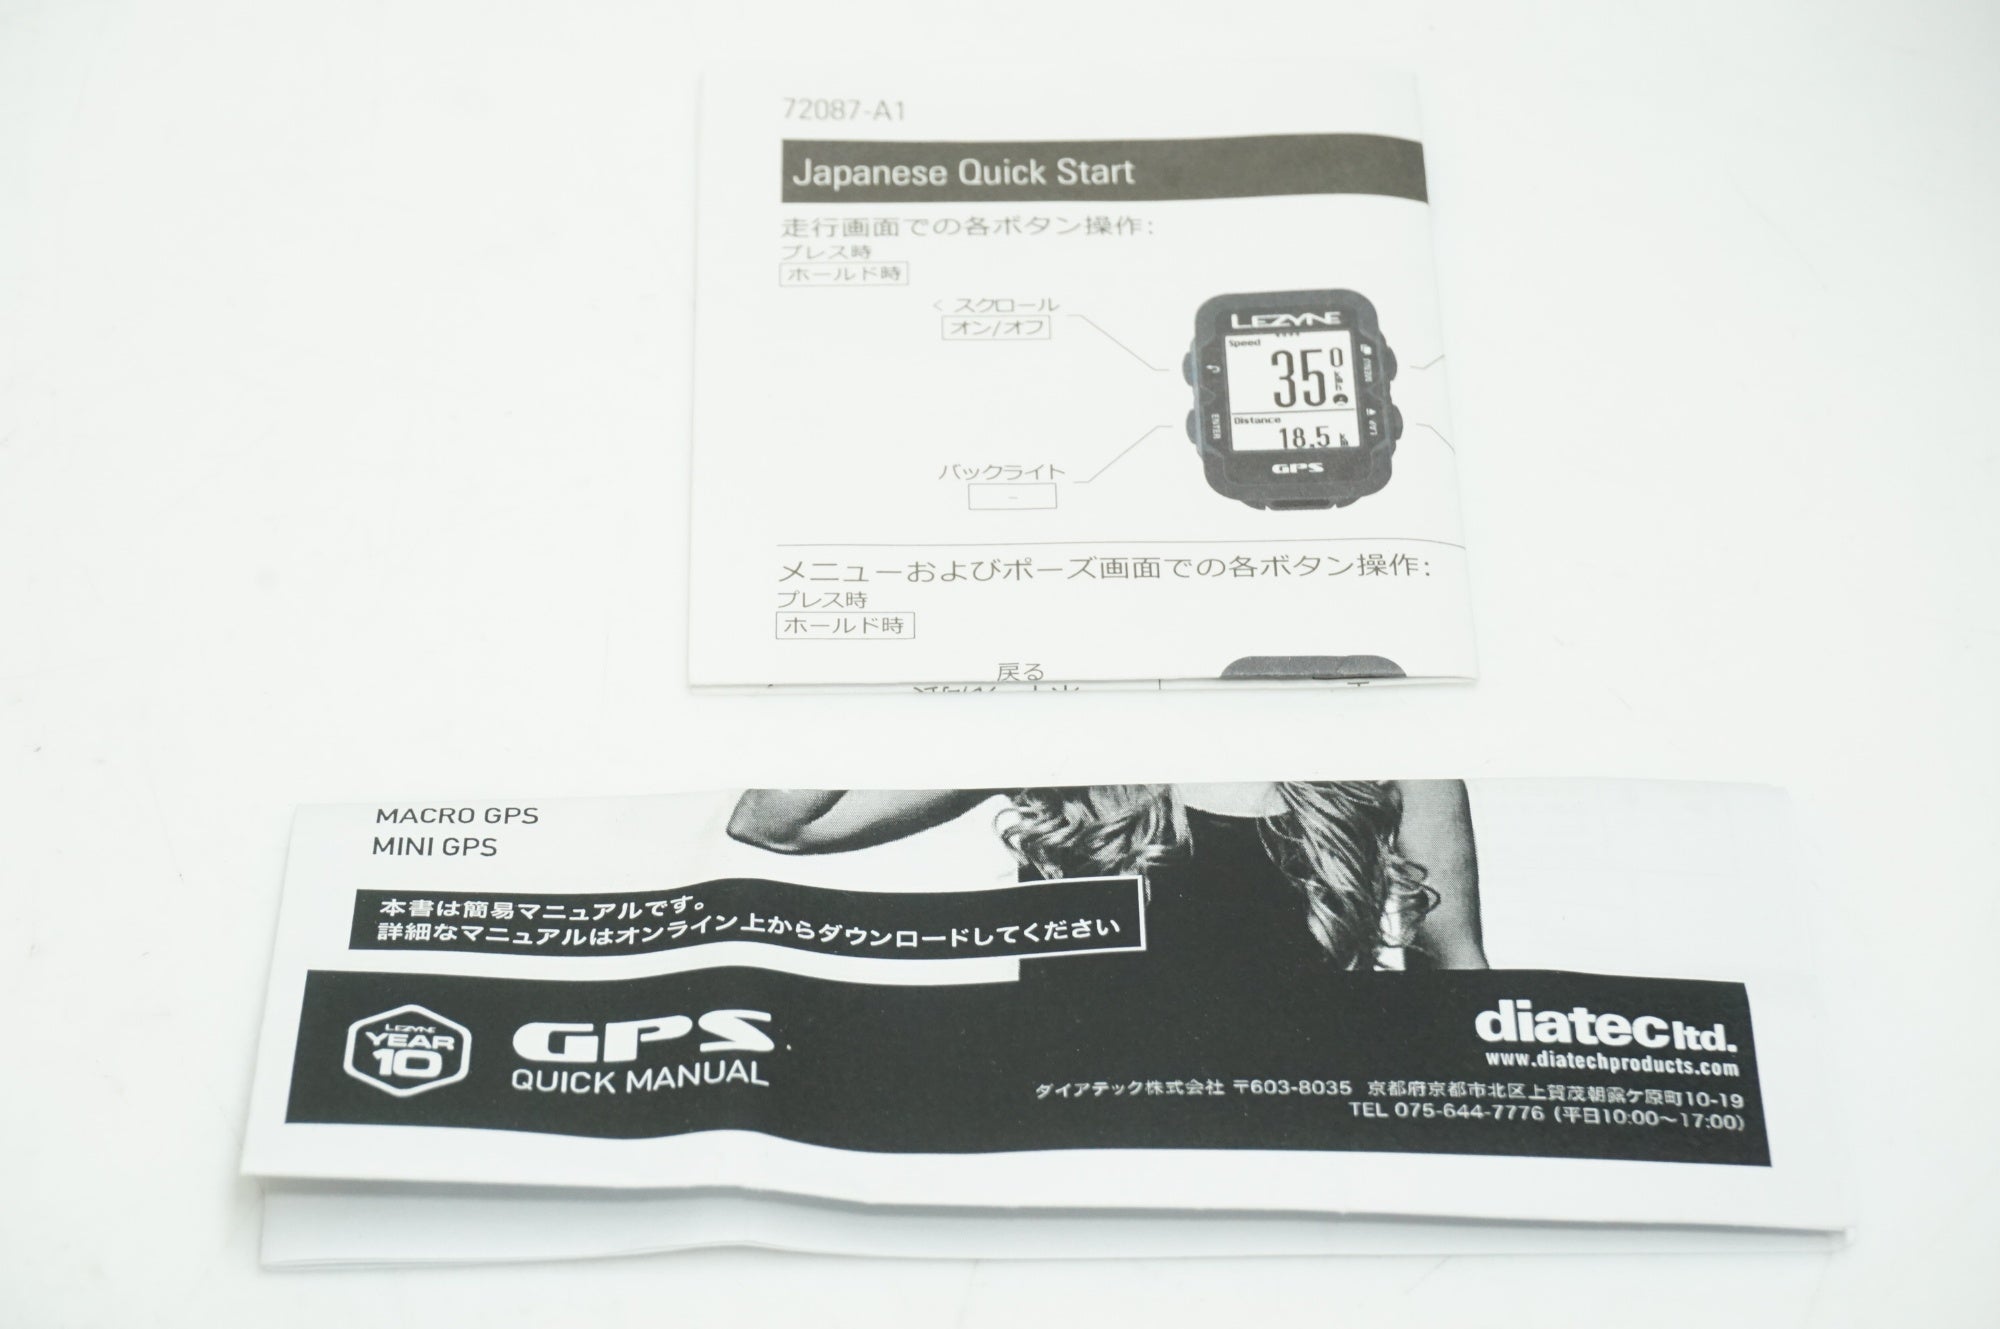 72087-A1
Japanese Quick Start
走行画面での各ボタン操作:
プレス時
ホールド時
< スクロール
オン/オフ
LEZYNE
Speed
35.0
km/h
Distance
18.5
ENTER
MENU
LAP
GPS
バックライト
-
メニューおよびポーズ画面での各ボタン操作:
プレス時
ホールド時
戻る
MACRO GPS
MINI GPS
本書は簡易マニュアルです。
詳細なマニュアルはオンライン上からダウンロードしてください
LEZYNE
YEAR
10
GPS
QUICK MANUAL
diatec ltd.
www.diatechproducts.com
ダイアテック株式会社 〒603-8035 京都府京都市北区上賀茂朝露ケ原町10-19
TEL 075-644-7776 (平日10:00～17:00)